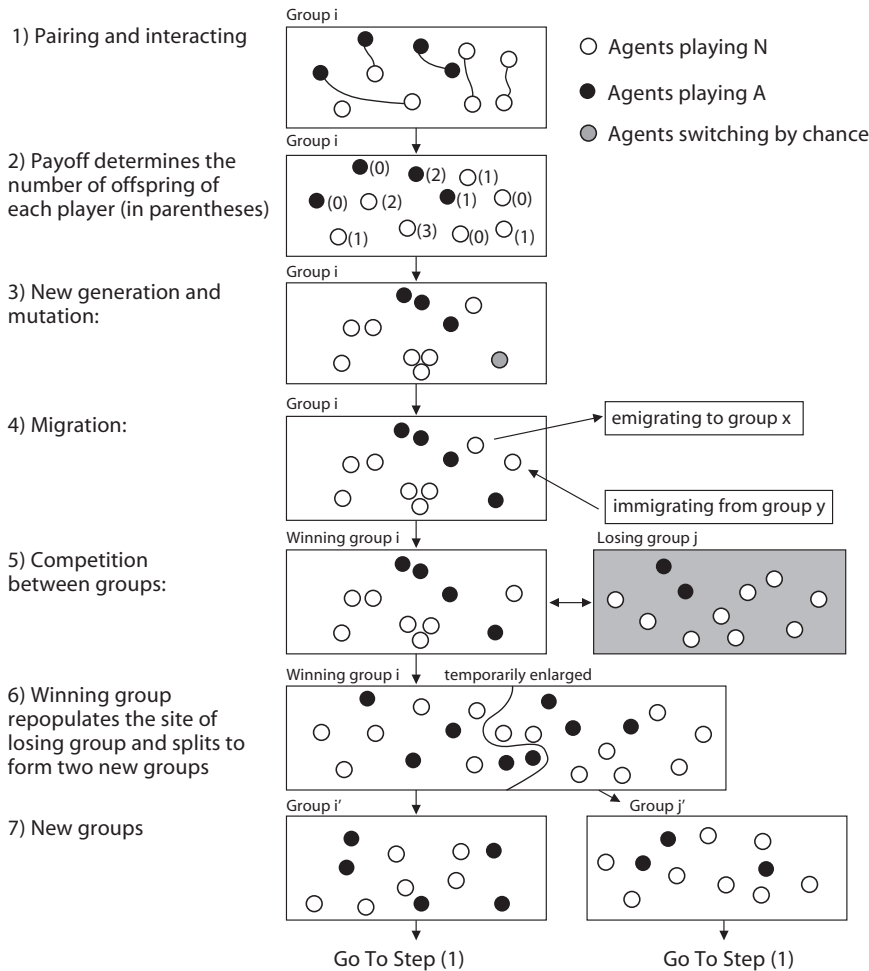 Group i
1) Pairing and interacting
Agents playing N
Agents playing A
Agents switching by chance
Group i
2) Payoff determines the
number of offspring of
each player (in parentheses)
(0)
(2)
(1)
(0)
(2)
(1)
(0)
(1)
(3)
(0)
(1)
Group i
3) New generation and
mutation:
Group i
4) Migration:
emigrating to group x
immigrating from group y
Winning group i
Losing group j
5) Competition
between groups:
Winning group i
temporarily enlarged
6) Winning group
repopulates the site of
losing group and splits to
form two new groups
Group i'
Group j'
7) New groups
Go To Step (1)
Go To Step (1)